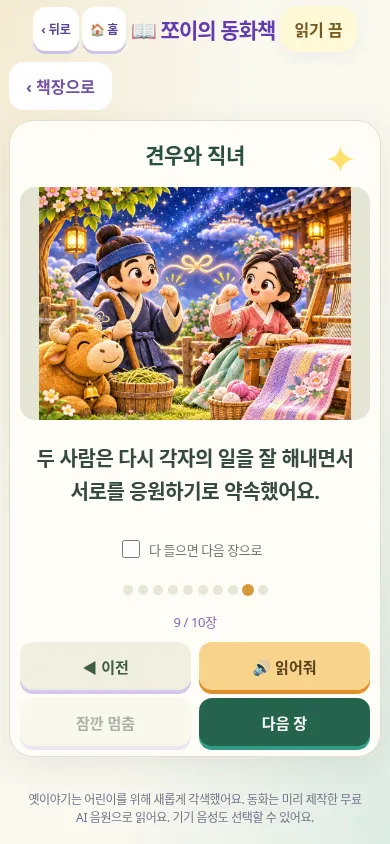 ‹ 뒤로
🏠 홈
📖 쪼이의 동화책
읽기 끔
‹ 책장으로
견우와 직녀
두 사람은 다시 각자의 일을 잘 해내면서
서로를 응원하기로 약속했어요.
다 들으면 다음 장으로
9 / 10장
◀ 이전
🔊 읽어줘
잠깐 멈춤
다음 장
옛이야기는 어린이를 위해 새롭게 각색했어요. 동화는 미리 제작한 무료
AI 음원으로 읽어요. 기기 음성도 선택할 수 있어요.